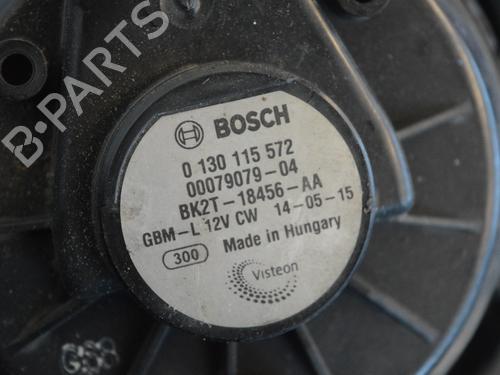 B-PARTS
BOSCH
0 130 115 572
00079079-04
BK2T-18456-AA
GBM-L 12V CW 14-05-15
300 Made in Hungary
Visteon